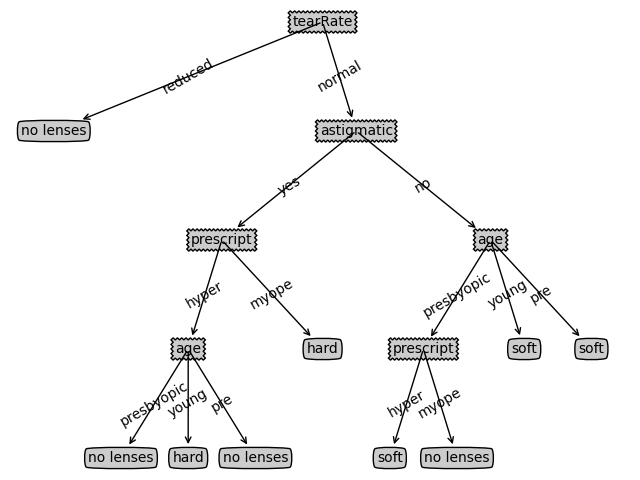 tearRate
reduced
normal
no lenses
astigmatic
yes
no
prescript
age
hyper
myope
presbyopic
young
pre
age
hard
prescript
soft
soft
presbyopic
young
pre
hyper
myope
no lenses
hard
no lenses
soft
no lenses